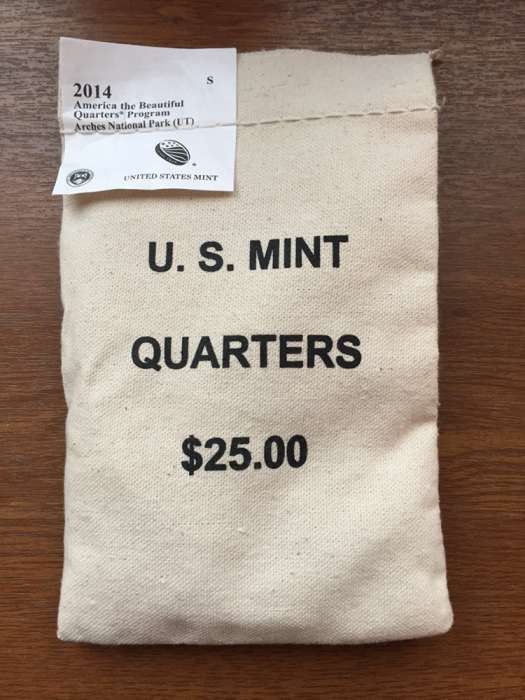 S
2014
America the Beautiful
Quarters® Program
Arches National Park (UT)
UNITED STATES MINT
U. S. MINT
QUARTERS
$25.00